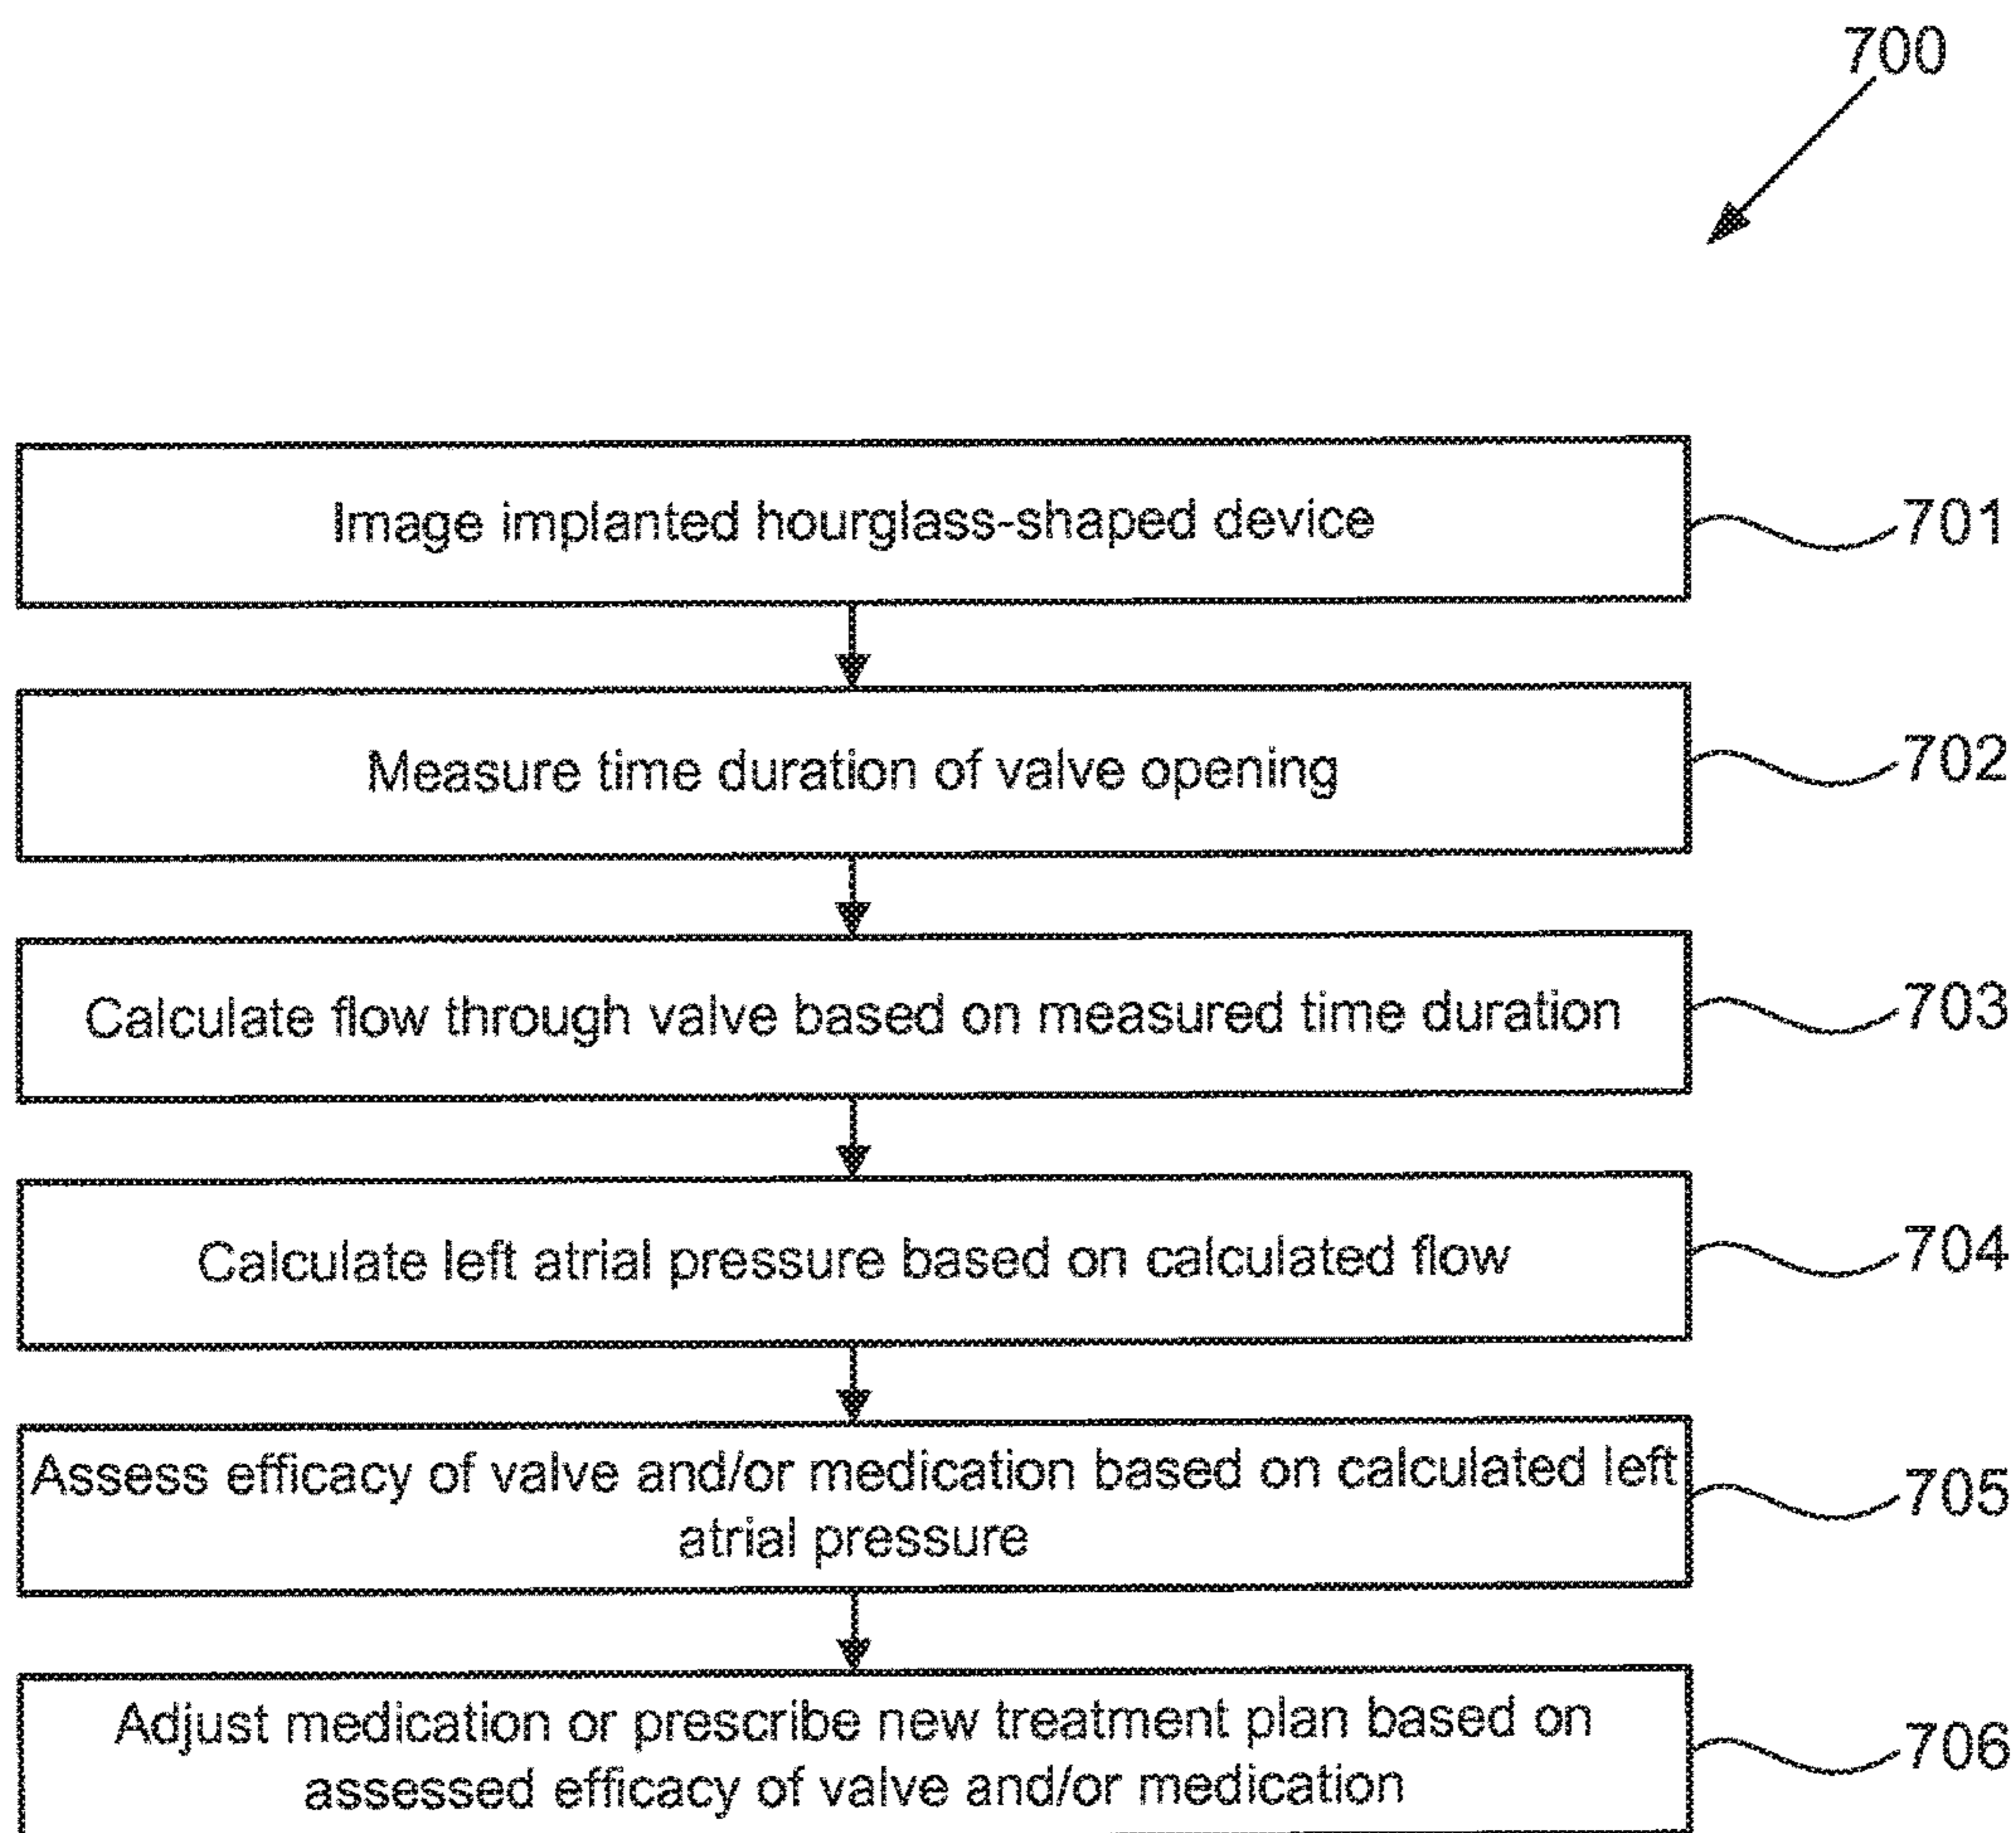 700
Image implanted hourglass-shaped device
701
Measure time duration of valve opening
702
Calculate flow through valve based on measured time duration
703
Calculate left atrial pressure based on calculated flow
704
Assess efficacy of valve and/or medication based on calculated left
atrial pressure
705
Adjust medication or prescribe new treatment plan based on
assessed efficacy of valve and/or medication
706